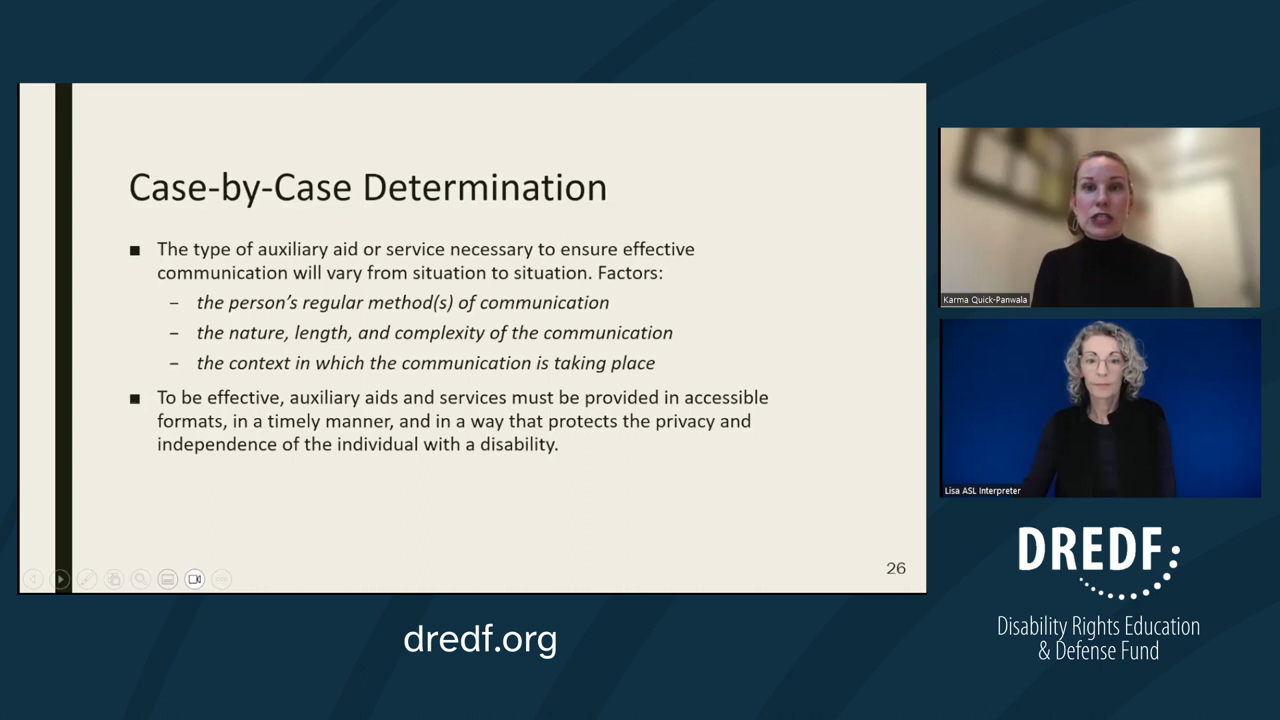 Case-by-Case Determination
■ The type of auxiliary aid or service necessary to ensure effective
communication will vary from situation to situation. Factors:
– the person’s regular method(s) of communication
– the nature, length, and complexity of the communication
– the context in which the communication is taking place
■ To be effective, auxiliary aids and services must be provided in accessible
formats, in a timely manner, and in a way that protects the privacy and
independence of the individual with a disability.
26
Karma Quick-Panwala
Lisa ASL Interpreter
DREDF
Disability Rights Education
& Defense Fund
dredf.org